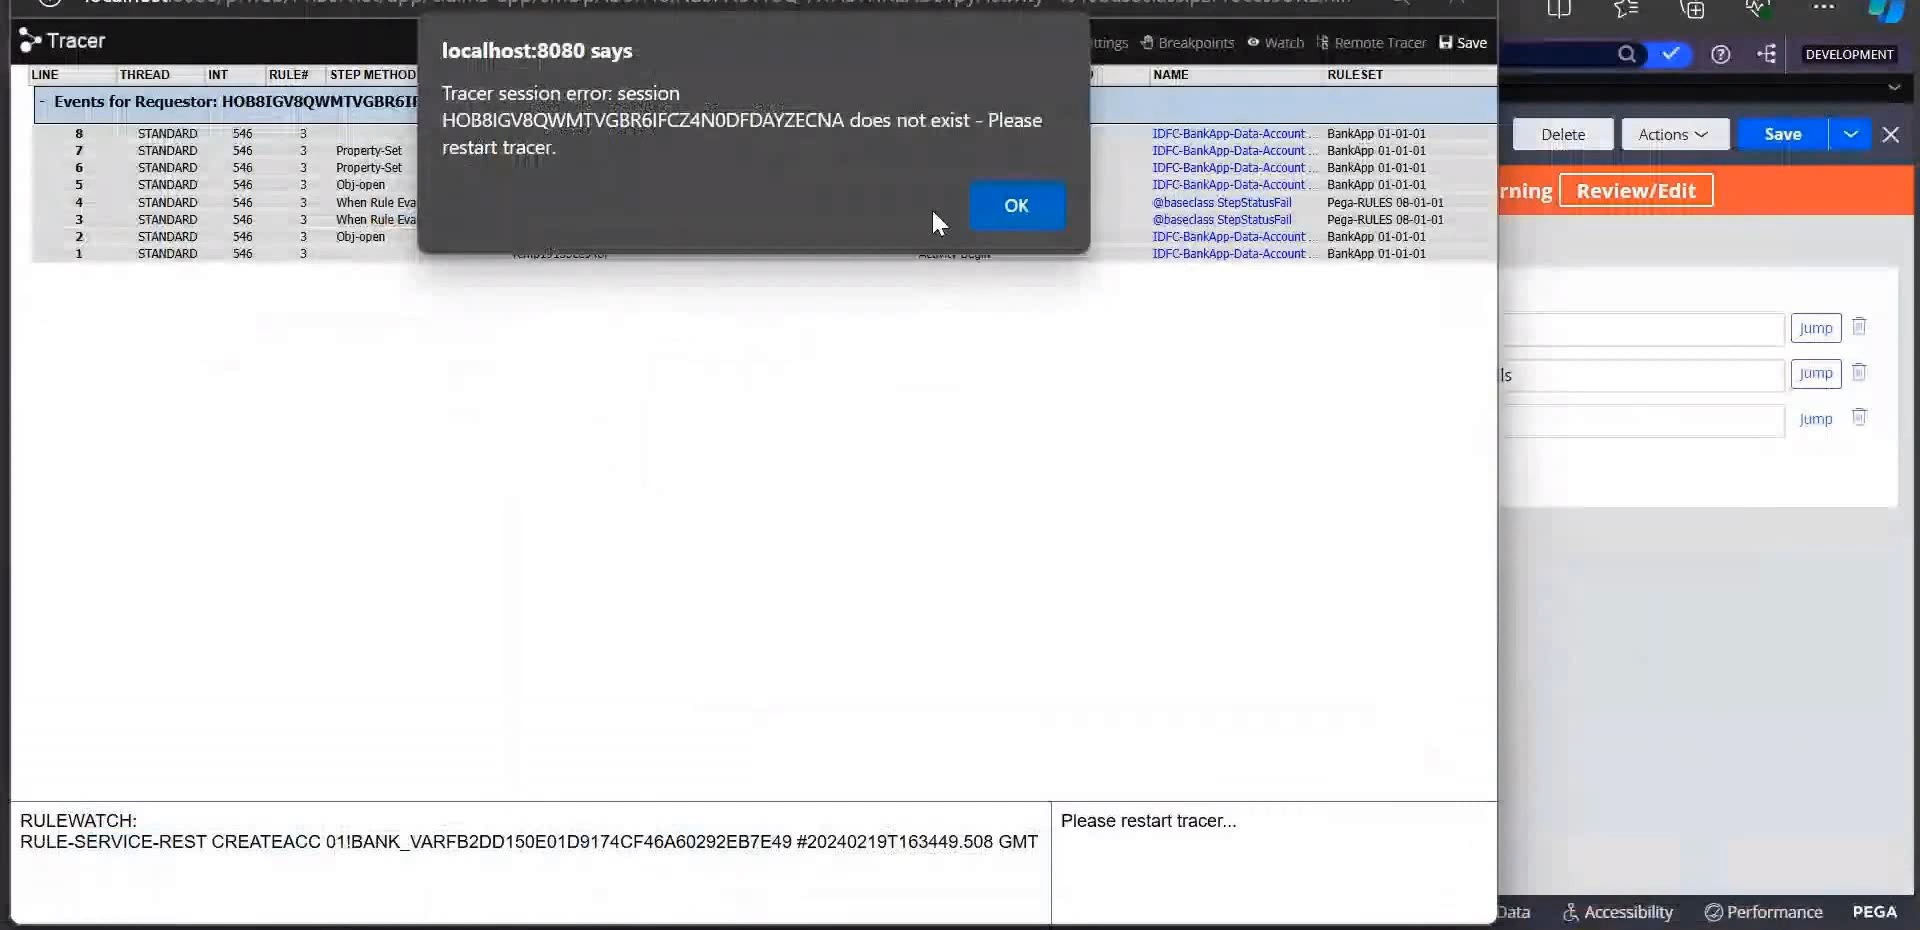 Tracer
localhost:8080 says
Tracer session error: session
HOB8IGV8QWMTVGBR6IFCZ4N0DFDAYZECNA does not exist - Please
restart tracer.
OK
Breakpoints
Watch
Remote Tracer
Save
DEVELOPMENT
LINE THREAD INT RULE# STEP METHOD NAME RULESET
- Events for Requestor: HOB8IGV8QWMTVGBR6IF
8 STANDARD 546 3 IDFC-BankApp-Data-Account ... BankApp 01-01-01
7 STANDARD 546 3 Property-Set IDFC-BankApp-Data-Account ... BankApp 01-01-01
6 STANDARD 546 3 Property-Set IDFC-BankApp-Data-Account ... BankApp 01-01-01
5 STANDARD 546 3 Obj-open IDFC-BankApp-Data-Account ... BankApp 01-01-01
4 STANDARD 546 3 When Rule Eva @baseclass StepStatusFail Pega-RULES 08-01-01
3 STANDARD 546 3 When Rule Eva @baseclass StepStatusFail Pega-RULES 08-01-01
2 STANDARD 546 3 Obj-open IDFC-BankApp-Data-Account ... BankApp 01-01-01
1 STANDARD 546 3 IDFC-BankApp-Data-Account ... BankApp 01-01-01
Delete
Actions
Save
Review/Edit
Jump
ls
Jump
Jump
RULEWATCH:
RULE-SERVICE-REST CREATEACC 01!BANK_VARFB2DD150E01D9174CF46A60292EB7E49 #20240219T163449.508 GMT
Please restart tracer...
Data
Accessibility
Performance
PEGA